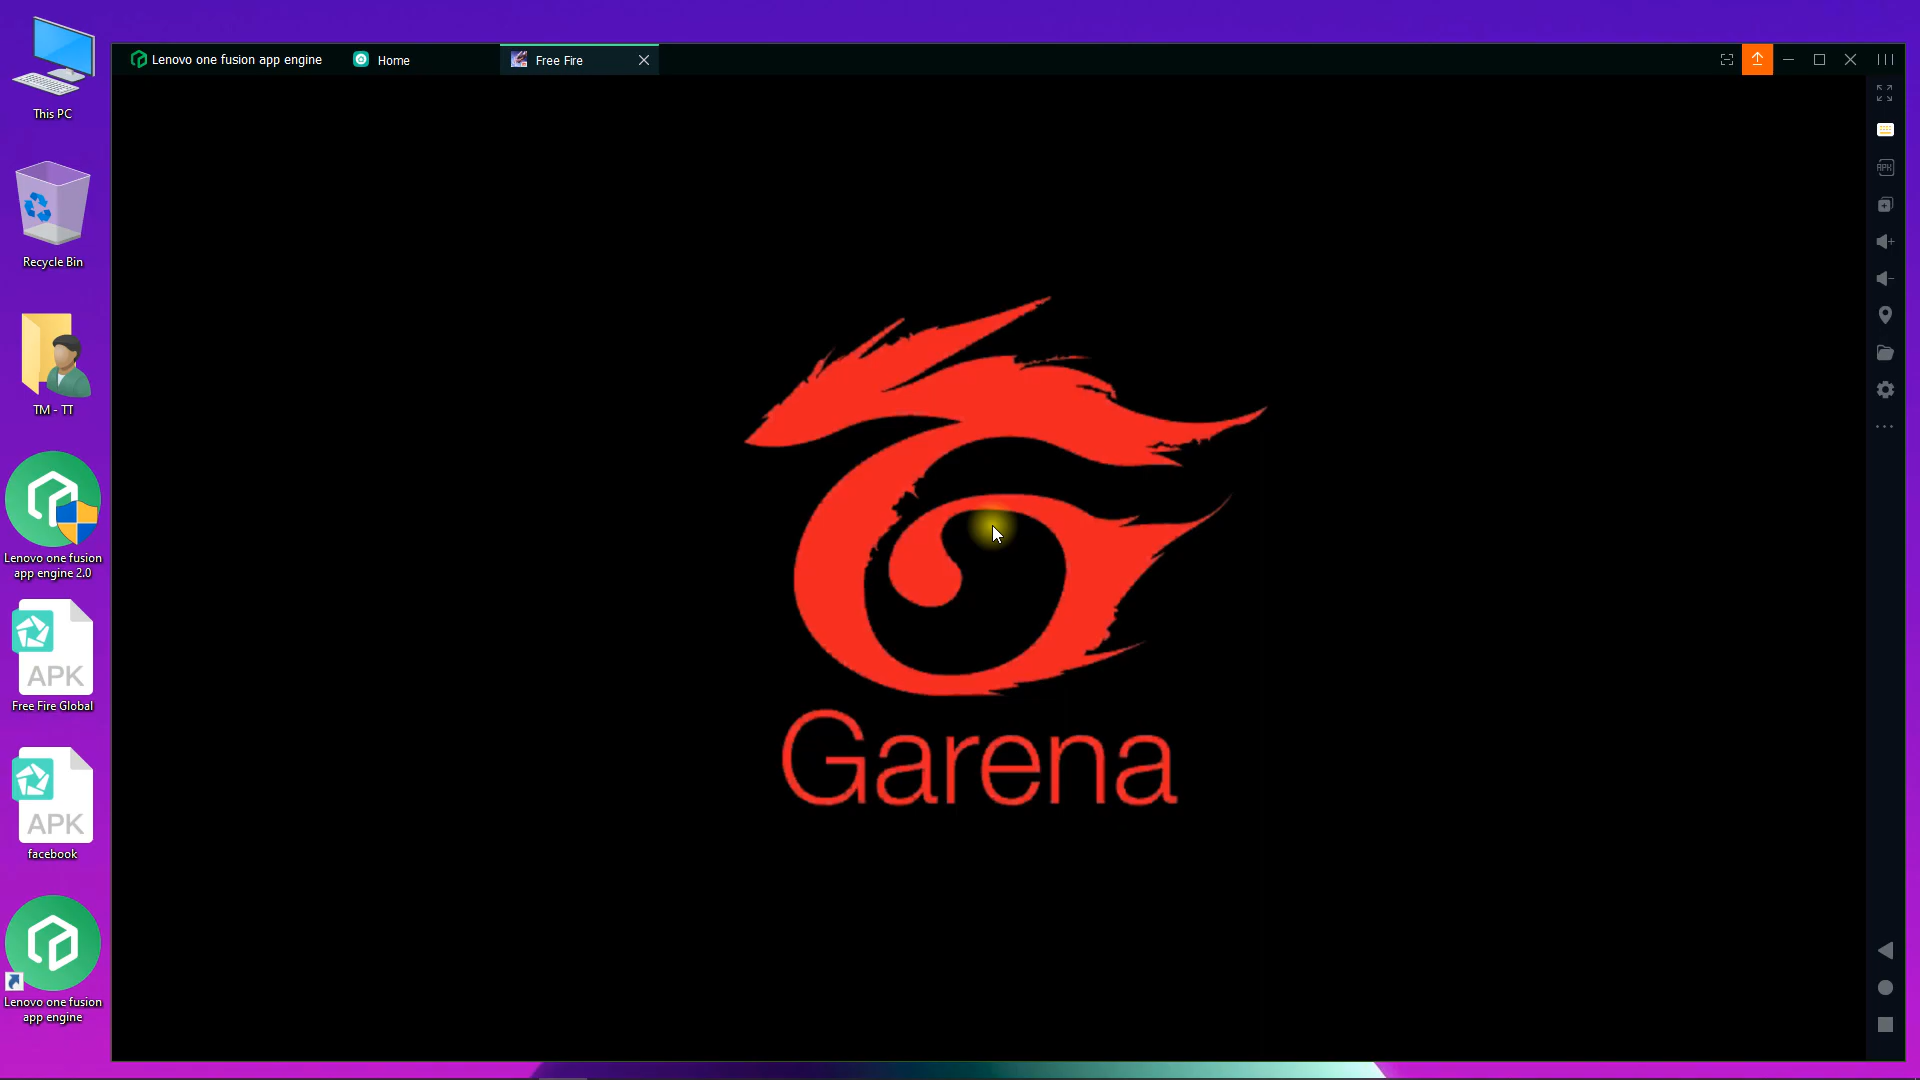 Lenovo one fusion app engine
Home
Free Fire
This PC
Recycle Bin
TM - TT
Lenovo one fusion
app engine 2.0
APK
Free Fire Global
APK
facebook
Lenovo one fusion
app engine
APK
Garena